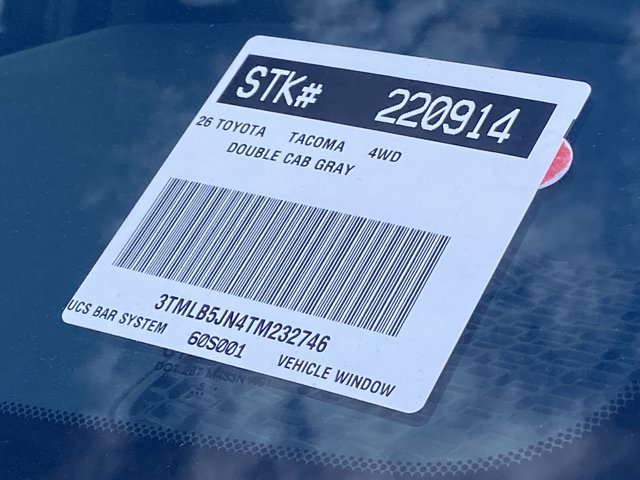 STK# 220914
26 TOYOTA TACOMA 4WD
DOUBLE CAB GRAY
3TMLB5JN4TM232746
UCS BAR SYSTEM 60S001 VEHICLE WINDOW